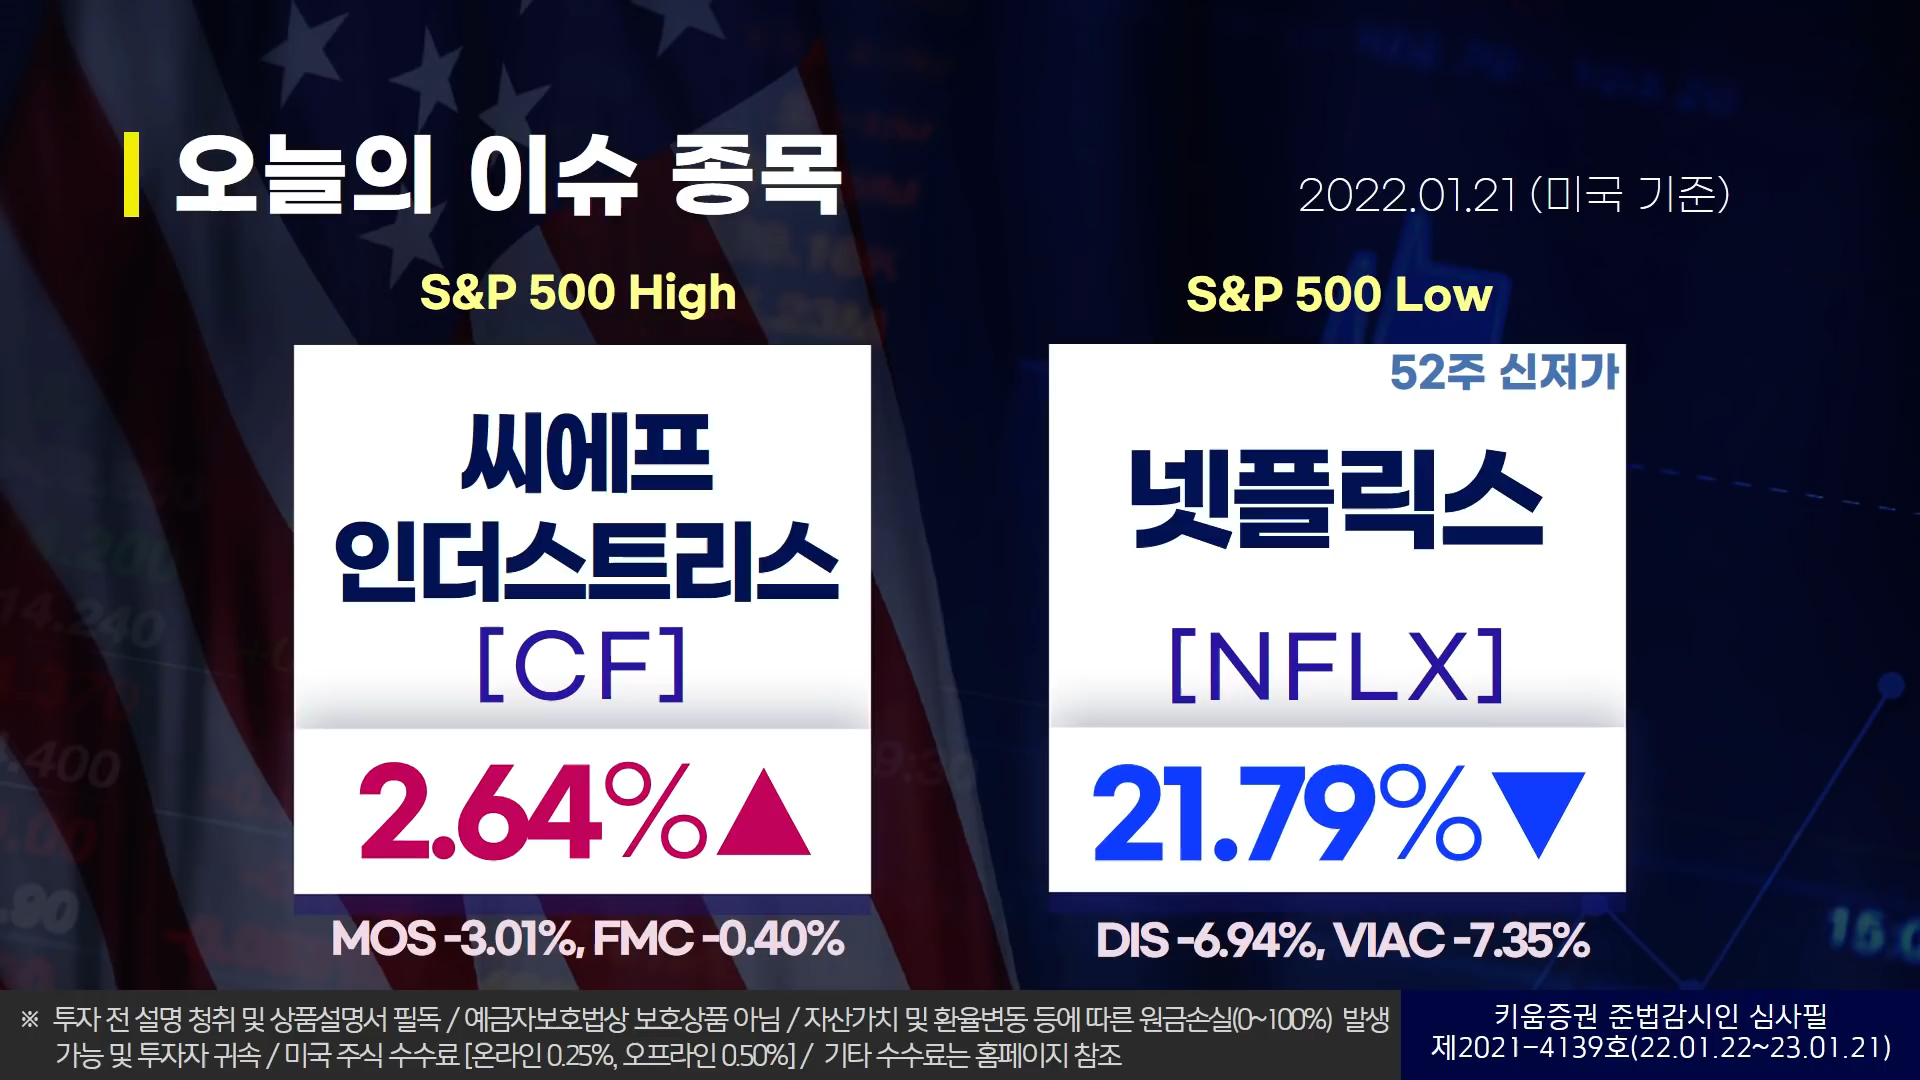 오늘의 이슈 종목
2022.01.21 (미국 기준)
S&P 500 High
씨에프
인더스트리스
[CF]
2.64%▲
MOS -3.01%, FMC -0.40%
S&P 500 Low
52주 신저가
넷플릭스
[NFLX]
21.79%▼
DIS -6.94%, VIAC -7.35%
※ 투자 전 설명 청취 및 상품설명서 필독 / 예금자보호법상 보호상품 아님 / 자산가치 및 환율변동 등에 따른 원금손실(0~100%) 발생
가능 및 투자자 귀속 / 미국 주식 수수료 [온라인 0.25%, 오프라인 0.50%] / 기타 수수료는 홈페이지 참조
키움증권 준법감시인 심사필
제2021-4139호(22.01.22~23.01.21)
14.240
.400
.90